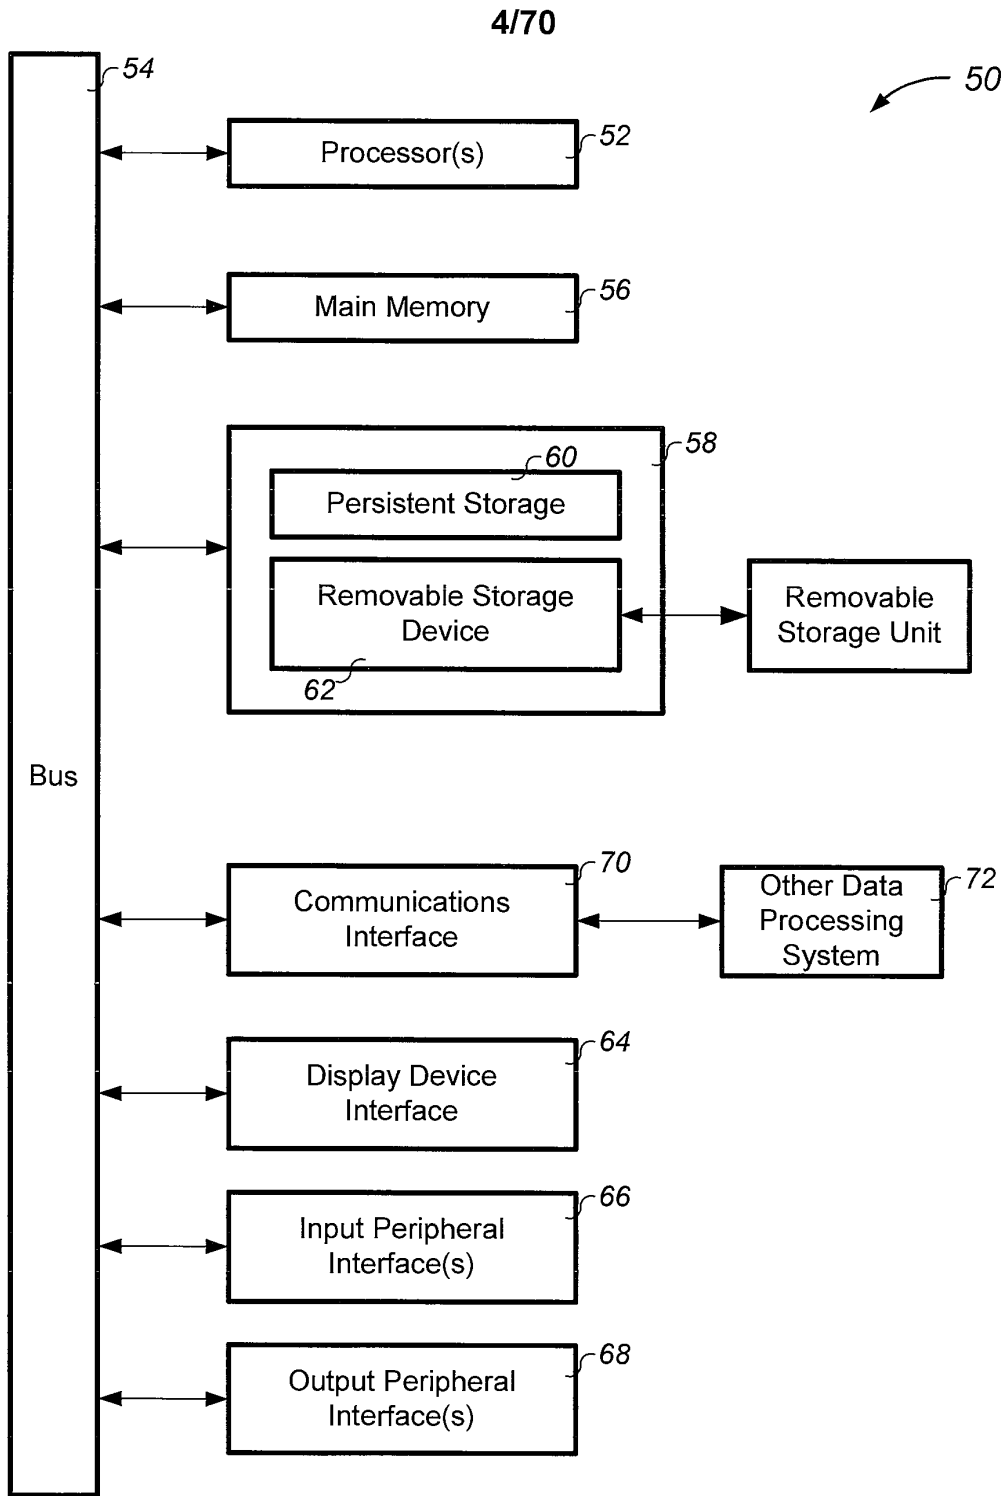 4/70
54
50
Processor(s)
52
Main Memory
56
58
60
Persistent Storage
Removable Storage
Device
62
Removable
Storage Unit
Bus
Communications
Interface
70
Other Data
Processing
System
72
Display Device
Interface
64
Input Peripheral
Interface(s)
66
Output Peripheral
Interface(s)
68